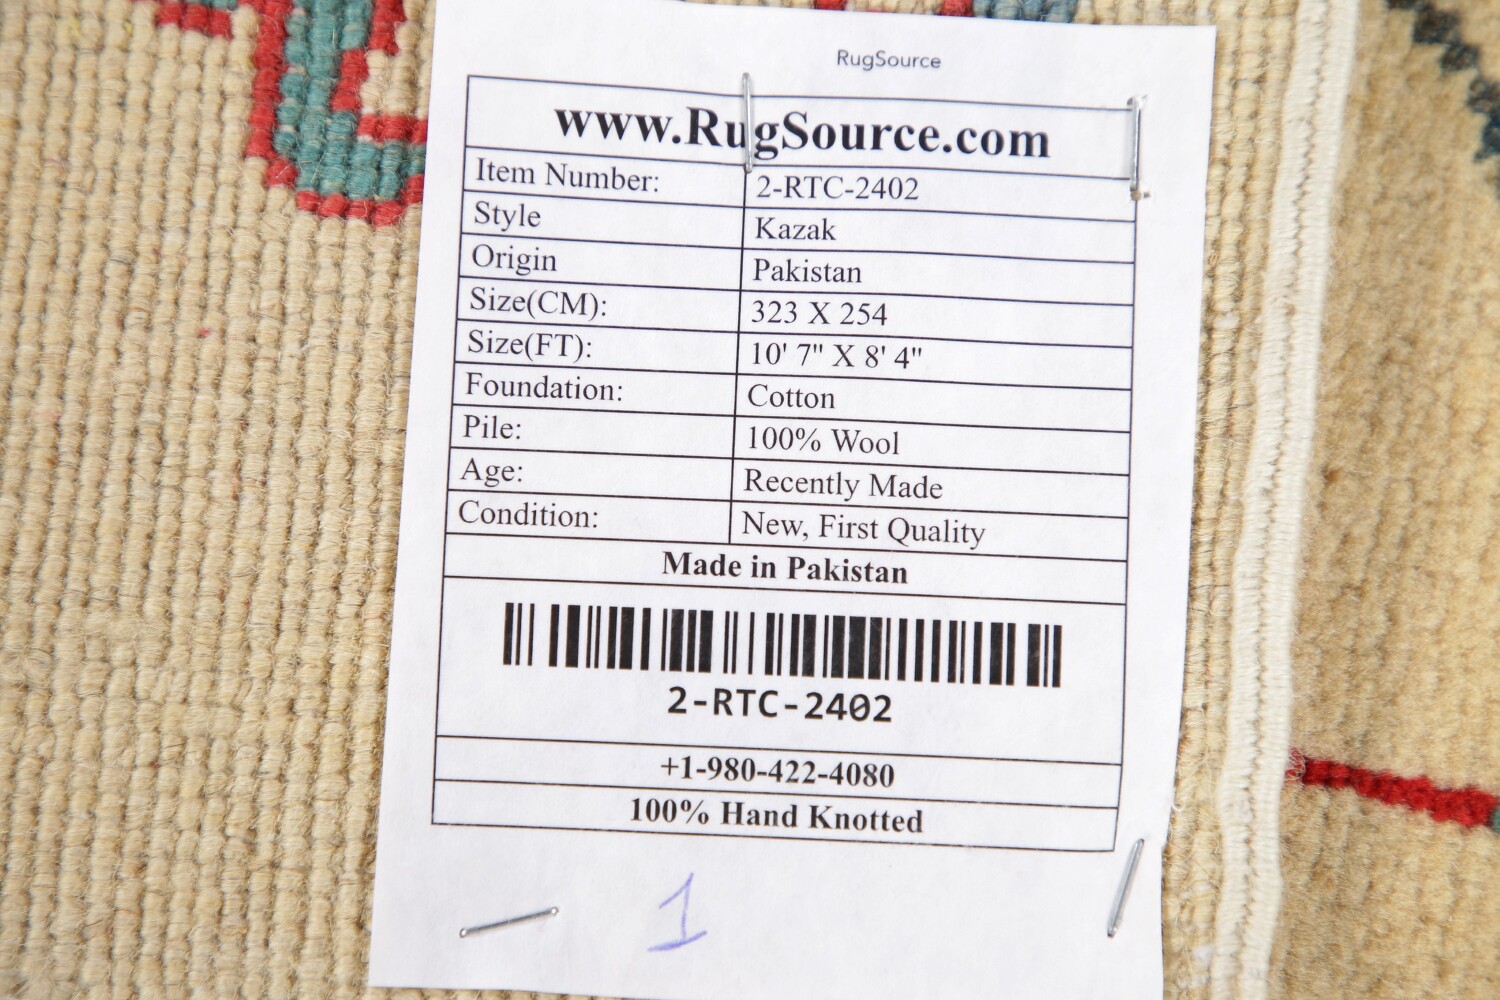 RugSource
www.RugSource.com
Item Number: 2-RTC-2402
Style Kazak
Origin Pakistan
Size(CM): 323 X 254
Size(FT): 10' 7" X 8' 4"
Foundation: Cotton
Pile: 100% Wool
Age: Recently Made
Condition: New, First Quality
Made in Pakistan
2-RTC-2402
+1-980-422-4080
100% Hand Knotted
1